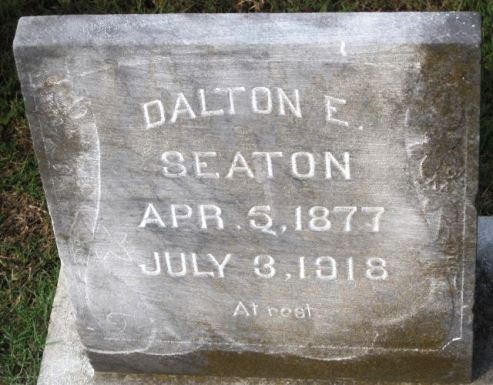 DALTON E.
SEATON
APR. 5, 1877
JULY 3, 1918
At rest